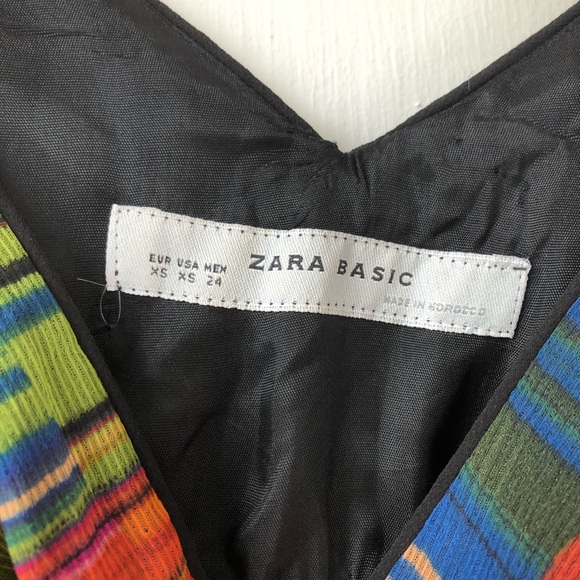 EUR USA MEX
XS XS 24
ZARA BASIC
MADE IN MOROCCO